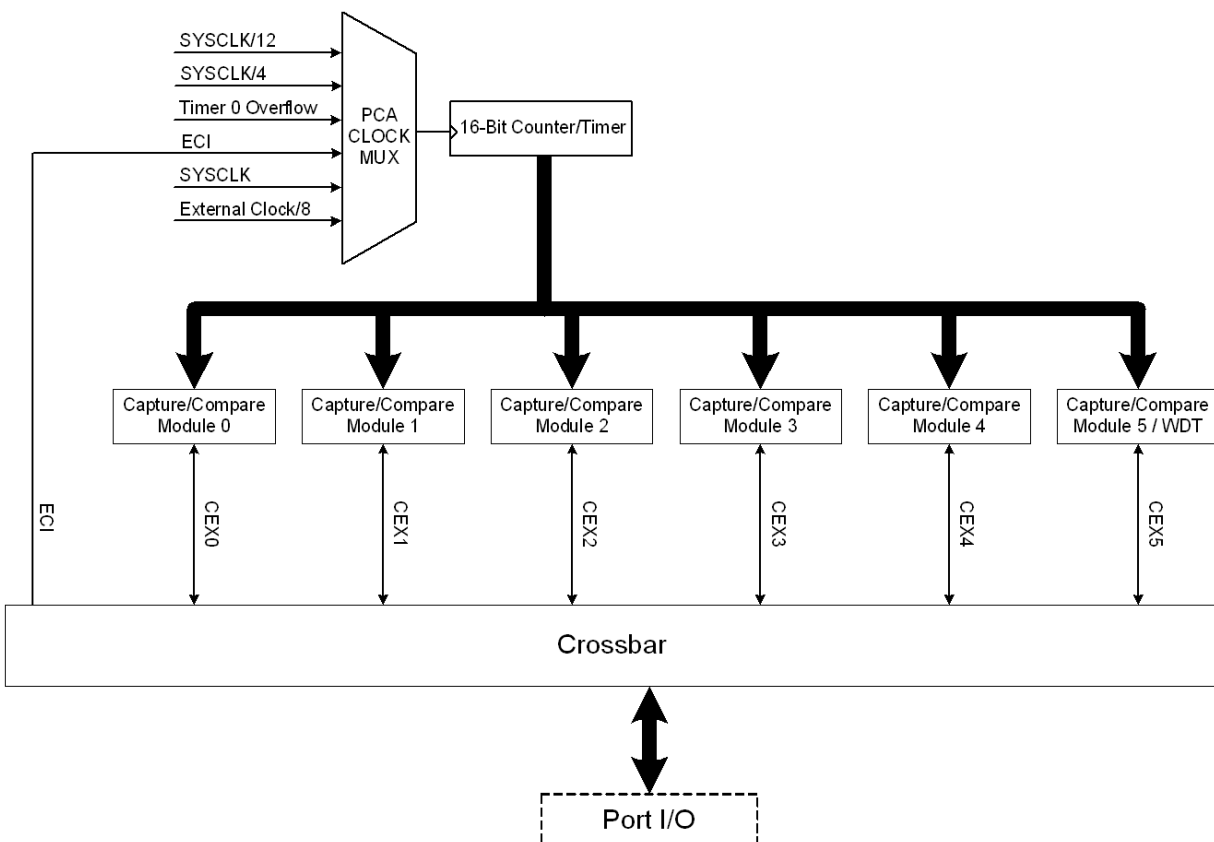 SYSCLK/12
SYSCLK/4
Timer 0 Overflow
ECI
SYSCLK
External Clock/8
PCA
CLOCK
MUX
16-Bit Counter/Timer
Capture/Compare
Module 0
Capture/Compare
Module 1
Capture/Compare
Module 2
Capture/Compare
Module 3
Capture/Compare
Module 4
Capture/Compare
Module 5 / WDT
ECI
CEX0
CEX1
CEX2
CEX3
CEX4
CEX5
Crossbar
Port I/O